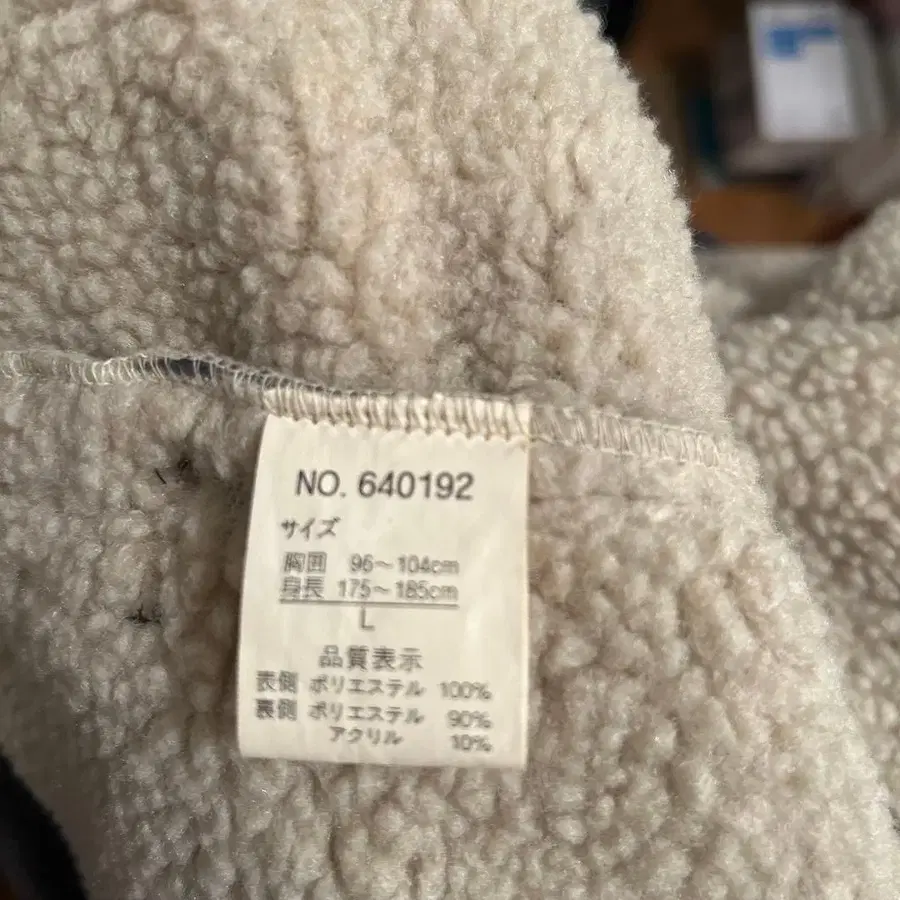 NO. 640192
サイズ
胸囲 96～104cm
身長 175～185cm
L
品質表示
表側 ポリエステル 100%
裏側 ポリエステル 90%
アクリル 10%